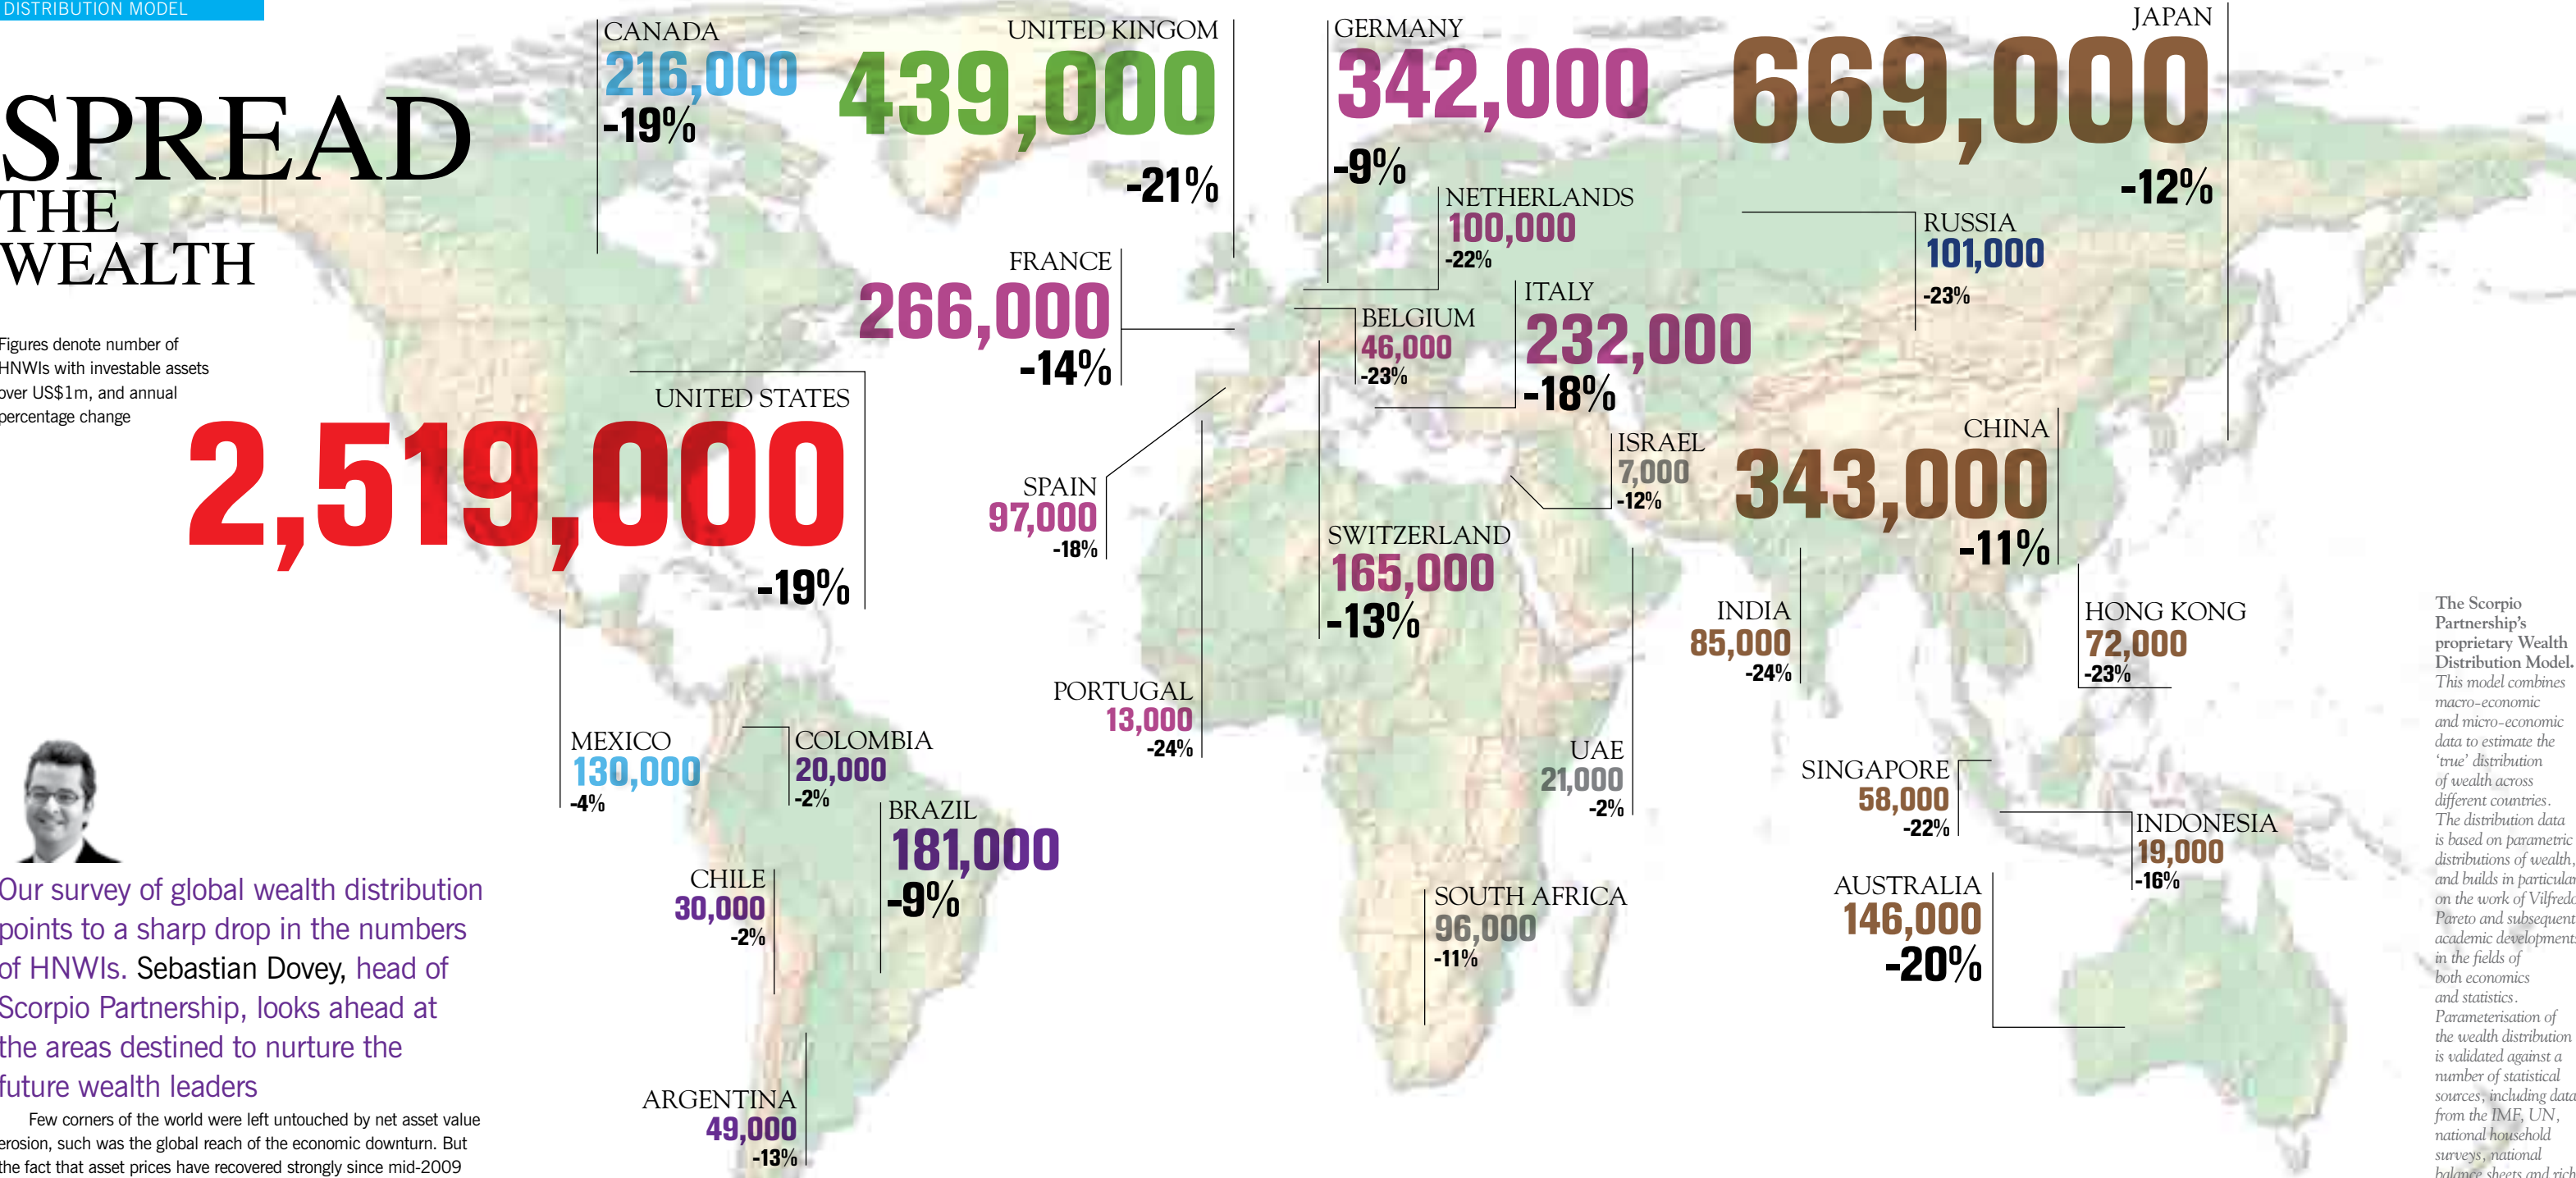 DISTRIBUTION MODEL
SPREAD
THE
WEALTH
Figures denote number of
HNWIs with investable assets
over US$1m, and annual
percentage change
CANADA
216,000
-19%
UNITED KINGOM
439,000
-21%
GERMANY
342,000
-9%
JAPAN
669,000
-12%
NETHERLANDS
100,000
-22%
RUSSIA
101,000
-23%
FRANCE
266,000
-14%
BELGIUM
46,000
-23%
ITALY
232,000
-18%
UNITED STATES
2,519,000
-19%
SPAIN
97,000
-18%
ISRAEL
7,000
-12%
CHINA
343,000
-11%
SWITZERLAND
165,000
-13%
INDIA
85,000
-24%
HONG KONG
72,000
-23%
PORTUGAL
13,000
-24%
MEXICO
130,000
-4%
COLOMBIA
20,000
-2%
UAE
21,000
-2%
SINGAPORE
58,000
-22%
BRAZIL
181,000
-9%
INDONESIA
19,000
-16%
CHILE
30,000
-2%
SOUTH AFRICA
96,000
-11%
AUSTRALIA
146,000
-20%
ARGENTINA
49,000
-13%
Our survey of global wealth distribution
points to a sharp drop in the numbers
of HNWIs. Sebastian Dovey, head of
Scorpio Partnership, looks ahead at
the areas destined to nurture the
future wealth leaders
Few corners of the world were left untouched by net asset value
erosion, such was the global reach of the economic downturn. But
the fact that asset prices have recovered strongly since mid-2009
The Scorpio
Partnership's
proprietary Wealth
Distribution Model.
This model combines
macro-economic
and micro-economic
data to estimate the
‘true’ distribution
of wealth across
different countries.
The distribution data
is based on parametric
distributions of wealth,
and builds in particular
on the work of Vilfredo
Pareto and subsequent
academic developments
in the fields of
both economics
and statistics.
Parameterisation of
the wealth distribution
is validated against a
number of statistical
sources, including data
from the IMF, UN,
national household
surveys, national
balance sheets and rich